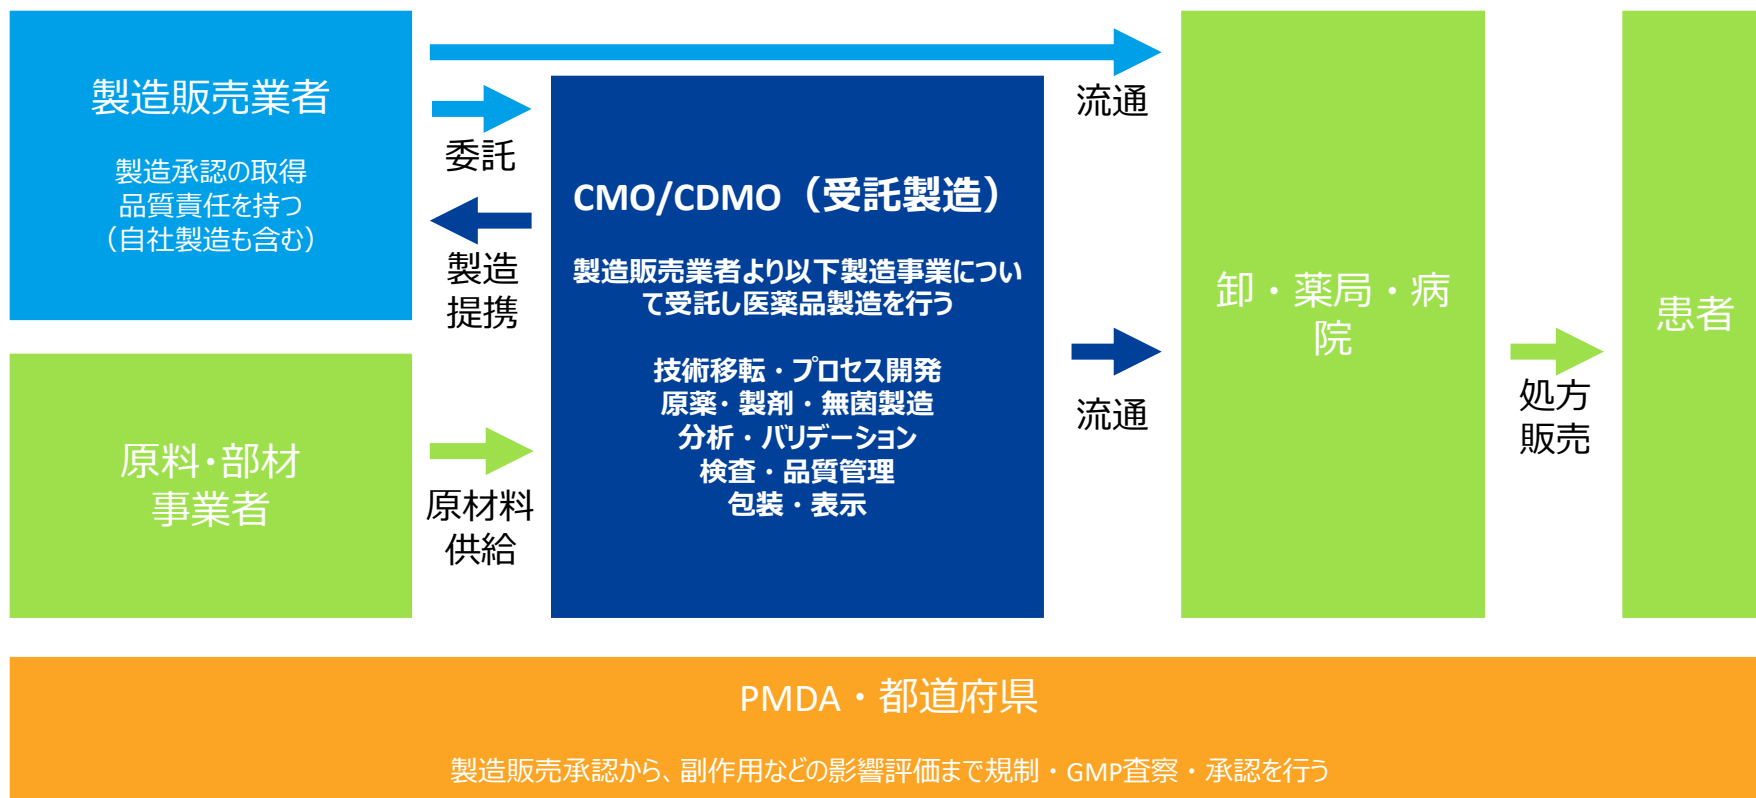 製造販売業者
製造承認の取得
品質責任を持つ
（自社製造も含む）
原料･部材
事業者
委託
製造
提携
原材料
供給
CMO/CDMO（受託製造）
製造販売業者より以下製造事業につい
て受託し医薬品製造を行う
技術移転・プロセス開発
原薬・製剤・無菌製造
分析・バリデーション
検査・品質管理
包装・表示
流通
流通
卸・薬局・病
院
処方
販売
患者
PMDA・都道府県
製造販売承認から、副作用などの影響評価まで規制・GMP査察・承認を行う